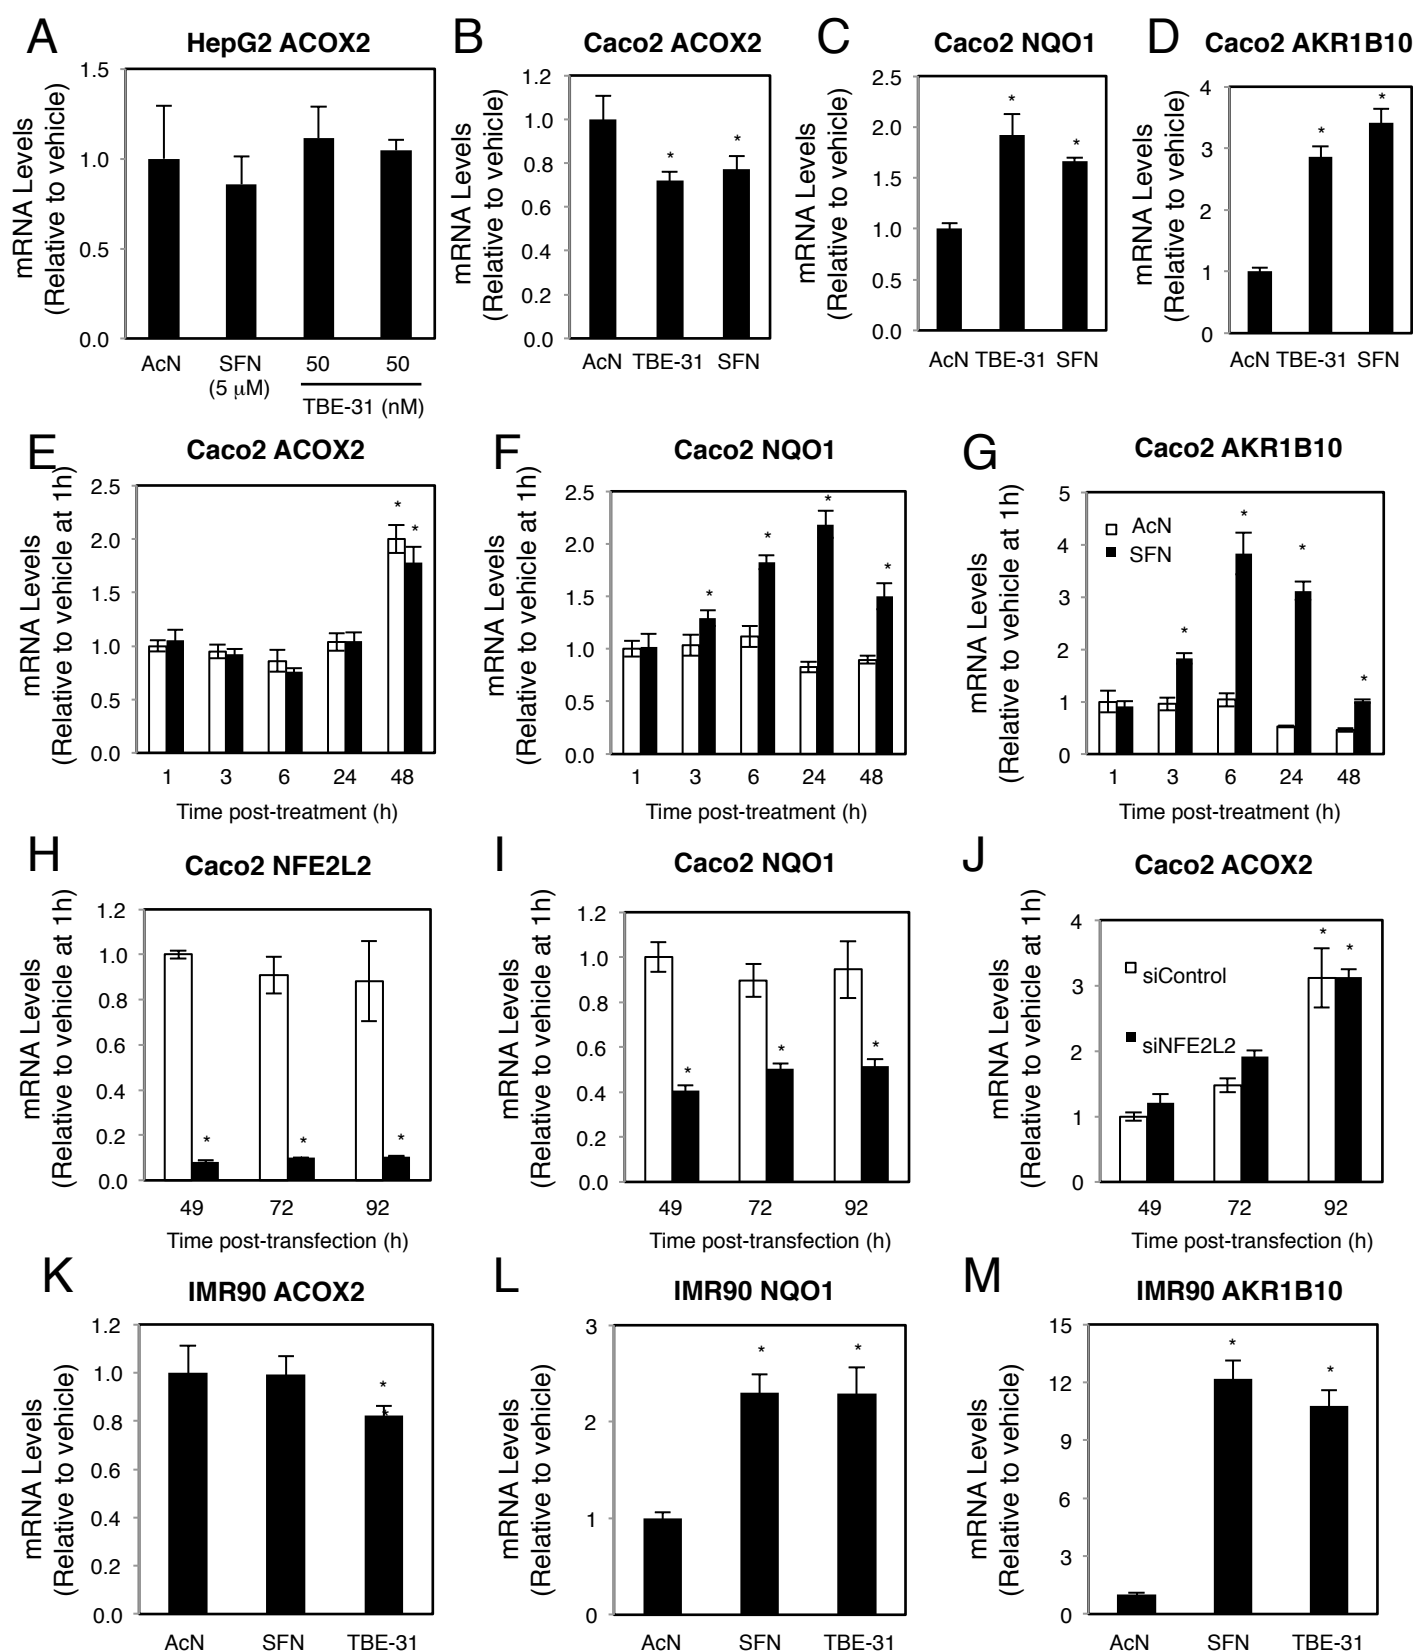 A
HepG2 ACOX2
mRNA Levels
(Relative to vehicle)
1.5
1.0
0.5
0.0
AcN
SFN
(5 μM)
50
50
TBE-31 (nM)
B
Caco2 ACOX2
mRNA Levels
(Relative to vehicle)
1.2
1.0
0.8
0.6
0.4
0.2
0.0
*
*
AcN TBE-31 SFN
C
Caco2 NQO1
mRNA Levels
(Relative to vehicle)
2.5
2.0
1.5
1.0
0.5
0.0
*
*
AcN TBE-31 SFN
D
Caco2 AKR1B10
mRNA Levels
(Relative to vehicle)
4
3
2
1
0
*
*
AcN TBE-31 SFN
E
Caco2 ACOX2
mRNA Levels
(Relative to vehicle at 1h)
2.5
2.0
1.5
1.0
0.5
0.0
*
*
1 3 6 24 48
Time post-treatment (h)
F
Caco2 NQO1
mRNA Levels
(Relative to vehicle at 1h)
2.5
2.0
1.5
1.0
0.5
0.0
*
*
*
*
1 3 6 24 48
Time post-treatment (h)
G
Caco2 AKR1B10
mRNA Levels
(Relative to vehicle at 1h)
5
4
3
2
1
0
AcN
SFN
*
*
*
*
1 3 6 24 48
Time post-treatment (h)
H
Caco2 NFE2L2
mRNA Levels
(Relative to vehicle at 1h)
1.2
1.0
0.8
0.6
0.4
0.2
0.0
*
*
*
49 72 92
Time post-transfection (h)
I
Caco2 NQO1
mRNA Levels
(Relative to vehicle at 1h)
1.2
1.0
0.8
0.6
0.4
0.2
0.0
*
*
*
49 72 92
Time post-transfection (h)
J
Caco2 ACOX2
mRNA Levels
(Relative to vehicle at 1h)
4
3
2
1
0
siControl
siNFE2L2
*
*
49 72 92
Time post-transfection (h)
K
IMR90 ACOX2
mRNA Levels
(Relative to vehicle)
1.2
1.0
0.8
0.6
0.4
0.2
0.0
*
*
AcN SFN TBE-31
L
IMR90 NQO1
mRNA Levels
(Relative to vehicle)
3
2
1
0
*
*
AcN SFN TBE-31
M
IMR90 AKR1B10
mRNA Levels
(Relative to vehicle)
15
12
9
6
3
0
*
*
AcN SFN TBE-31